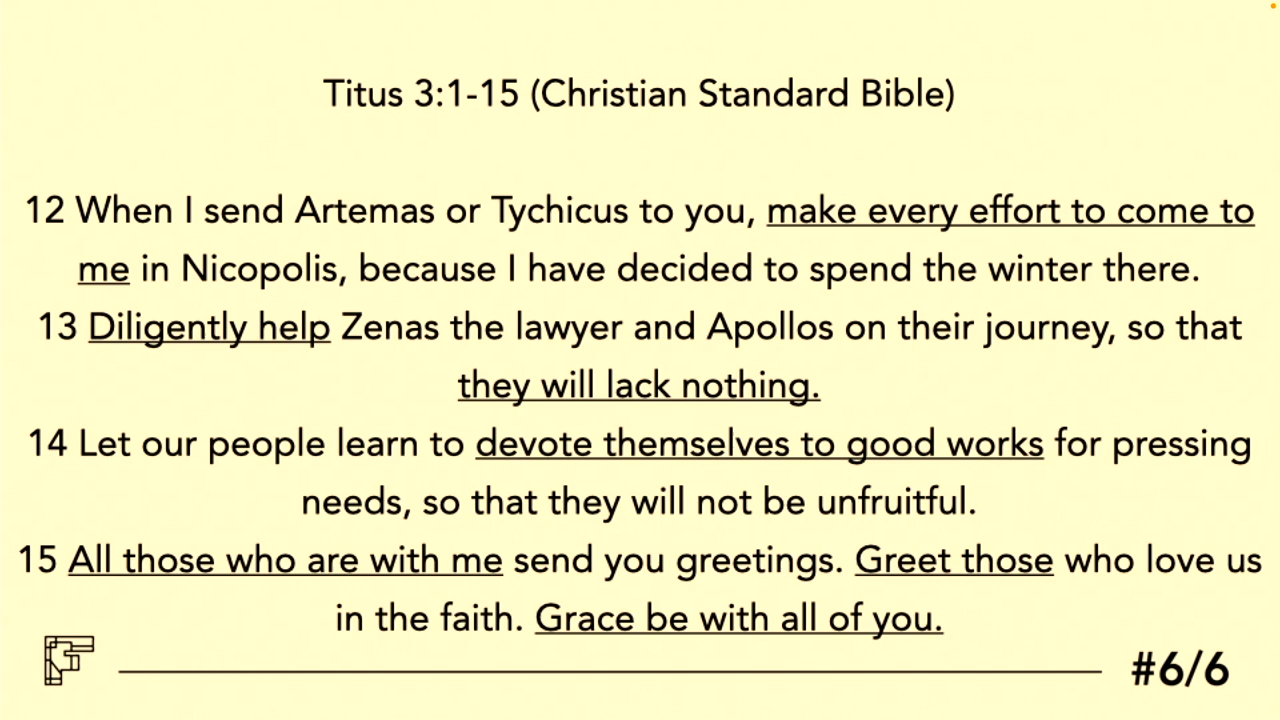 Titus 3:1-15 (Christian Standard Bible)
12 When I send Artemas or Tychicus to you, make every effort to come to
me in Nicopolis, because I have decided to spend the winter there.
13 Diligently help Zenas the lawyer and Apollos on their journey, so that
they will lack nothing.
14 Let our people learn to devote themselves to good works for pressing
needs, so that they will not be unfruitful.
15 All those who are with me send you greetings. Greet those who love us
in the faith. Grace be with all of you.
#6/6